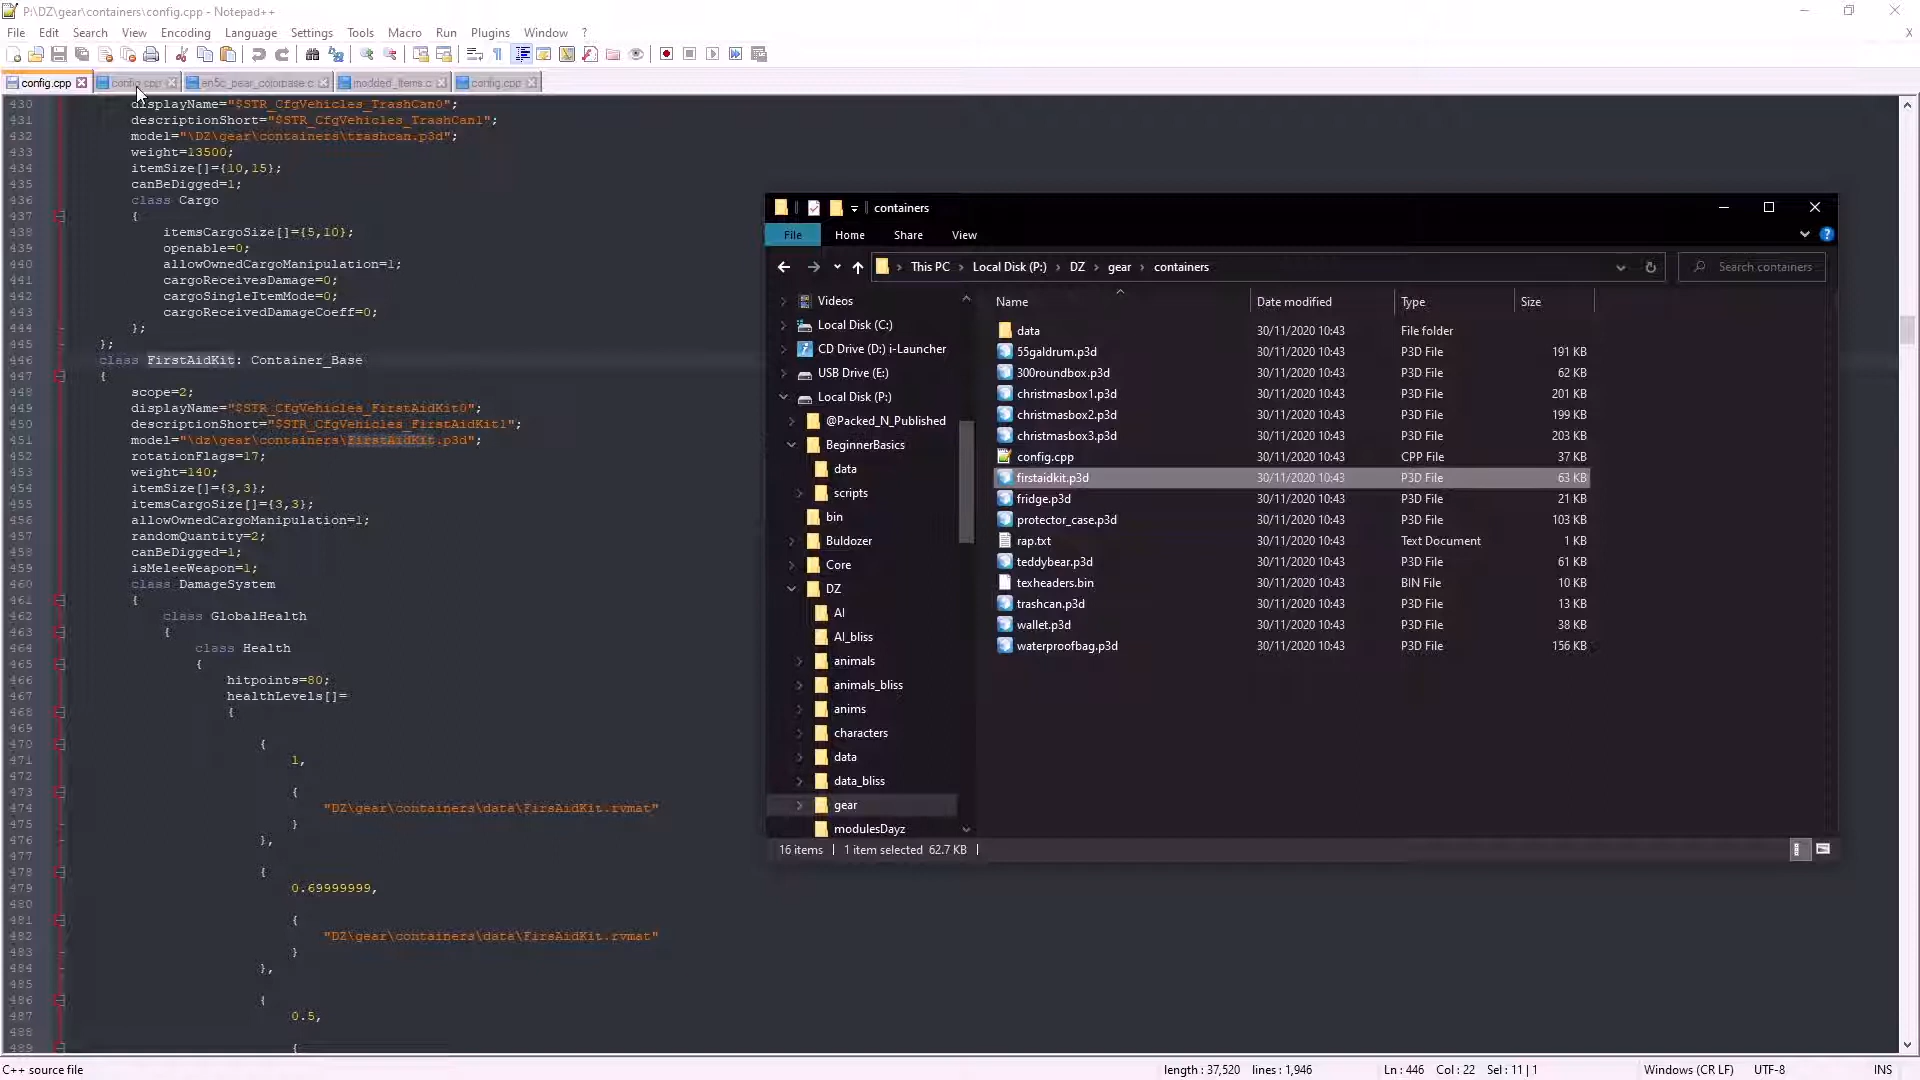 P:\DZ\gear\containers\config.cpp - Notepad++
File Edit Search View Encoding Language Settings Tools Macro Run Plugins Window ? X
config.cpp config.cpp en5c_pear_colorbase.c modded_items.c config.cpp
430 displayName="$STR_CfgVehicles_TrashCan0";
431 descriptionShort="$STR_CfgVehicles_TrashCan1";
432 model="\DZ\gear\containers\trashcan.p3d";
433 weight=13500;
434 itemSize[]={10,15};
435 canBeDigged=1;
436 class Cargo
437 {
438 itemsCargoSize[]={5,10};
439 openable=0;
440 allowOwnedCargoManipulation=1;
441 cargoReceivesDamage=0;
442 cargoSingleItemMode=0;
443 cargoReceivedDamageCoeff=0;
444 };
445 };
446 class FirstAidKit: Container_Base
447 {
448 scope=2;
449 displayName="$STR_CfgVehicles_FirstAidKit0";
450 descriptionShort="$STR_CfgVehicles_FirstAidKit1";
451 model="\dz\gear\containers\FirstAidKit.p3d";
452 rotationFlags=17;
453 weight=140;
454 itemSize[]={3,3};
455 itemsCargoSize[]={3,3};
456 allowOwnedCargoManipulation=1;
457 randomQuantity=2;
458 canBeDigged=1;
459 isMeleeWeapon=1;
460 class DamageSystem
461 {
462 class GlobalHealth
463 {
464 class Health
465 {
466 hitpoints=80;
467 healthLevels[]=
468 {
469
470 {
471 1,
472
473 {
474 "DZ\gear\containers\data\FirsAidKit.rvmat"
475 }
476 },
477
478 {
479 0.69999999,
480
481 {
482 "DZ\gear\containers\data\FirsAidKit.rvmat"
483 }
484 },
485
486 {
487 0.5,
488
489 {
containers
File Home Share View
This PC Local Disk (P:) DZ gear containers Search containers
Videos
Local Disk (C:)
CD Drive (D:) i-Launcher
USB Drive (E:)
Local Disk (P:)
@Packed_N_Published
BeginnerBasics
data
scripts
bin
Buldozer
Core
DZ
AI
AI_bliss
animals
animals_bliss
anims
characters
data
data_bliss
gear
modulesDayz
Name Date modified Type Size
data 30/11/2020 10:43 File folder
55galdrum.p3d 30/11/2020 10:43 P3D File 191 KB
300roundbox.p3d 30/11/2020 10:43 P3D File 62 KB
christmasbox1.p3d 30/11/2020 10:43 P3D File 201 KB
christmasbox2.p3d 30/11/2020 10:43 P3D File 199 KB
christmasbox3.p3d 30/11/2020 10:43 P3D File 203 KB
config.cpp 30/11/2020 10:43 CPP File 37 KB
firstaidkit.p3d 30/11/2020 10:43 P3D File 63 KB
fridge.p3d 30/11/2020 10:43 P3D File 21 KB
protector_case.p3d 30/11/2020 10:43 P3D File 103 KB
rap.txt 30/11/2020 10:43 Text Document 1 KB
teddybear.p3d 30/11/2020 10:43 P3D File 61 KB
texheaders.bin 30/11/2020 10:43 BIN File 10 KB
trashcan.p3d 30/11/2020 10:43 P3D File 13 KB
wallet.p3d 30/11/2020 10:43 P3D File 38 KB
waterproofbag.p3d 30/11/2020 10:43 P3D File 156 KB
16 items 1 item selected 62.7 KB
C++ source file length : 37,520 lines : 1,946 Ln : 446 Col : 22 Sel : 11 | 1 Windows (CR LF) UTF-8 INS